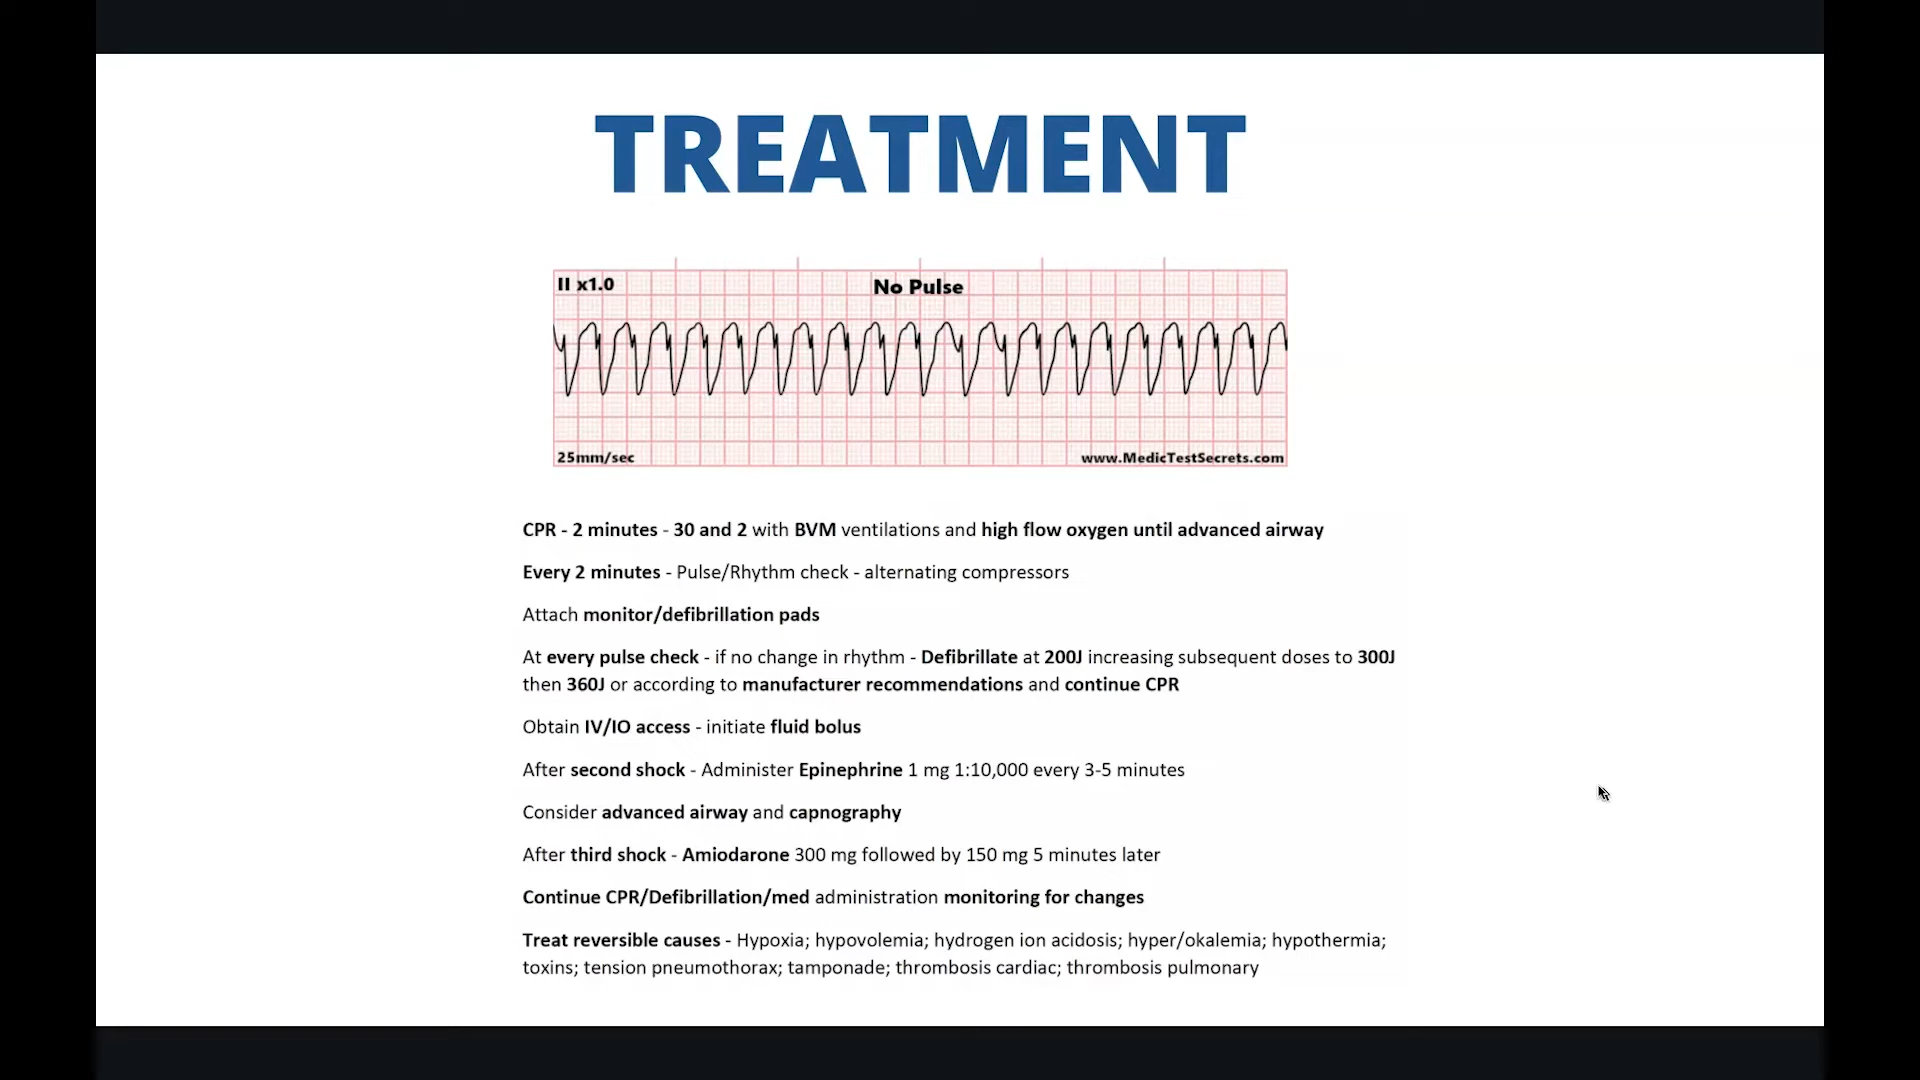 TREATMENT
II x1.0
No Pulse
25mm/sec
www.MedicTestSecrets.com
CPR - 2 minutes - 30 and 2 with BVM ventilations and high flow oxygen until advanced airway
Every 2 minutes - Pulse/Rhythm check - alternating compressors
Attach monitor/defibrillation pads
At every pulse check - if no change in rhythm - Defibrillate at 200J increasing subsequent doses to 300J
then 360J or according to manufacturer recommendations and continue CPR
Obtain IV/IO access - initiate fluid bolus
After second shock - Administer Epinephrine 1 mg 1:10,000 every 3-5 minutes
Consider advanced airway and capnography
After third shock - Amiodarone 300 mg followed by 150 mg 5 minutes later
Continue CPR/Defibrillation/med administration monitoring for changes
Treat reversible causes - Hypoxia; hypovolemia; hydrogen ion acidosis; hyper/okalemia; hypothermia;
toxins; tension pneumothorax; tamponade; thrombosis cardiac; thrombosis pulmonary